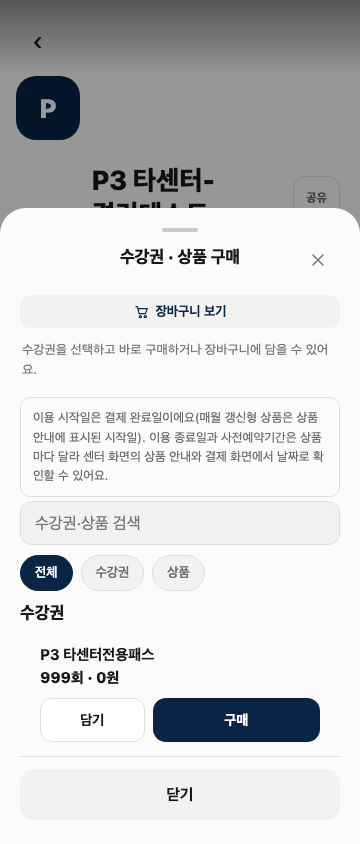 ‹
P
P3 타센터-
격리테스트
공유
수강권 · 상품 구매
×
장바구니 보기
수강권을 선택하고 바로 구매하거나 장바구니에 담을 수 있어
요.
이용 시작일은 결제 완료일이에요(매월 갱신형 상품은 상품
안내에 표시된 시작일). 이용 종료일과 사전예약기간은 상품
마다 달라 센터 화면의 상품 안내와 결제 화면에서 날짜로 확
인할 수 있어요.
수강권·상품 검색
전체
수강권
상품
수강권
P3 타센터전용패스
999회 · 0원
담기
구매
닫기